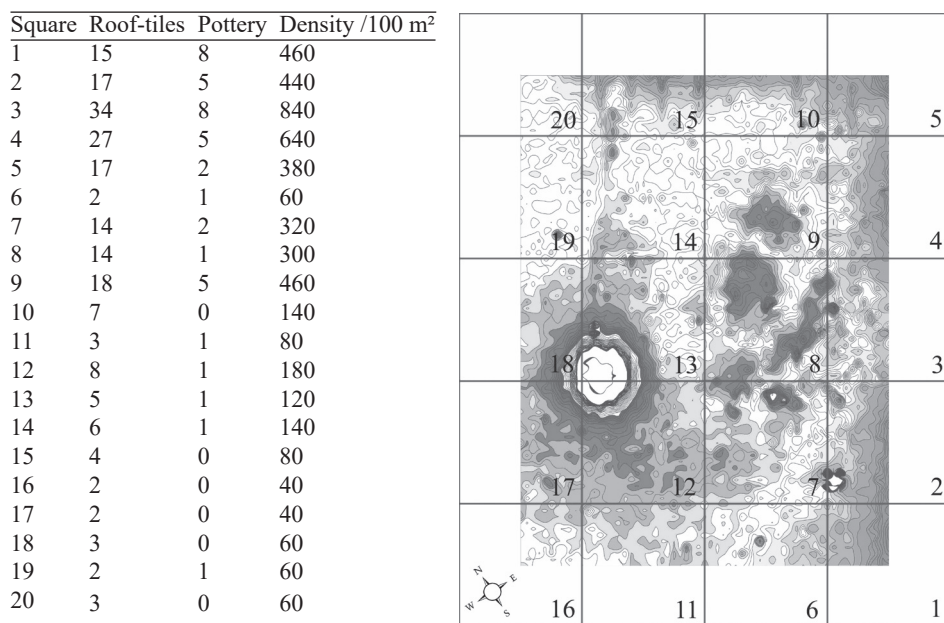 Square Roof-tiles Pottery Density /100 m²
1 15 8 460
2 17 5 440
3 34 8 840
4 27 5 640
5 17 2 380
6 2 1 60
7 14 2 320
8 14 1 300
9 18 5 460
10 7 0 140
11 3 1 80
12 8 1 180
13 5 1 120
14 6 1 140
15 4 0 80
16 2 0 40
17 2 0 40
18 3 0 60
19 2 1 60
20 3 0 60
20 15 10 5
19 14 9 4
18 13 8 3
17 12 7 2
N E
W S
16 11 6 1